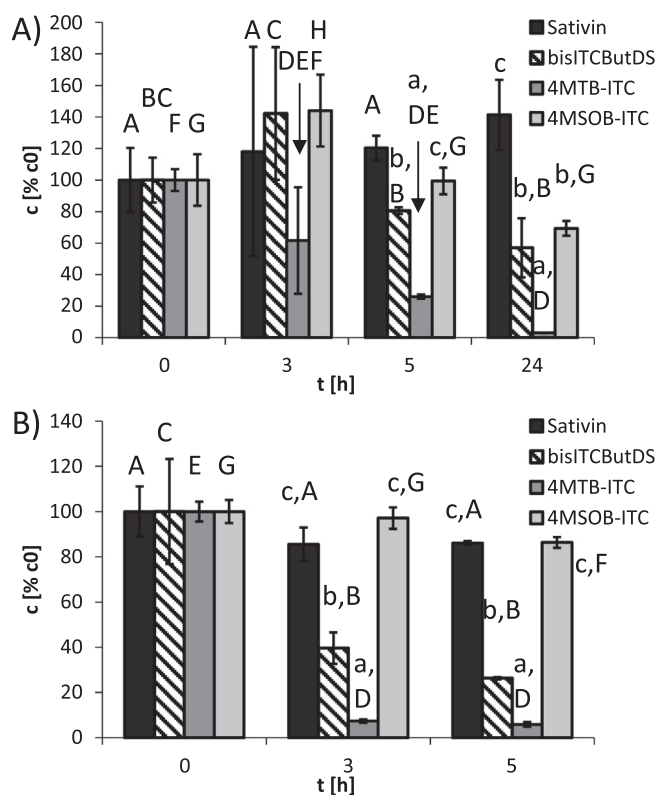 A)
200
180
160
140
120
100
80
60
40
20
0
c [% c0]
Sativin
bisITCButDS
4MTB-ITC
4MSOB-ITC
A
BC
F
G
A
C
DEF
H
A
b,
B
a,
DE
c,G
c
b,B
a,
D
b,G
0
3
5
24
t [h]
B)
140
120
100
80
60
40
20
0
c [% c0]
Sativin
bisITCButDS
4MTB-ITC
4MSOB-ITC
A
C
E
G
c,A
b,B
a,
D
c,G
c,A
b,B
a,
D
c,F
0
3
5
t [h]